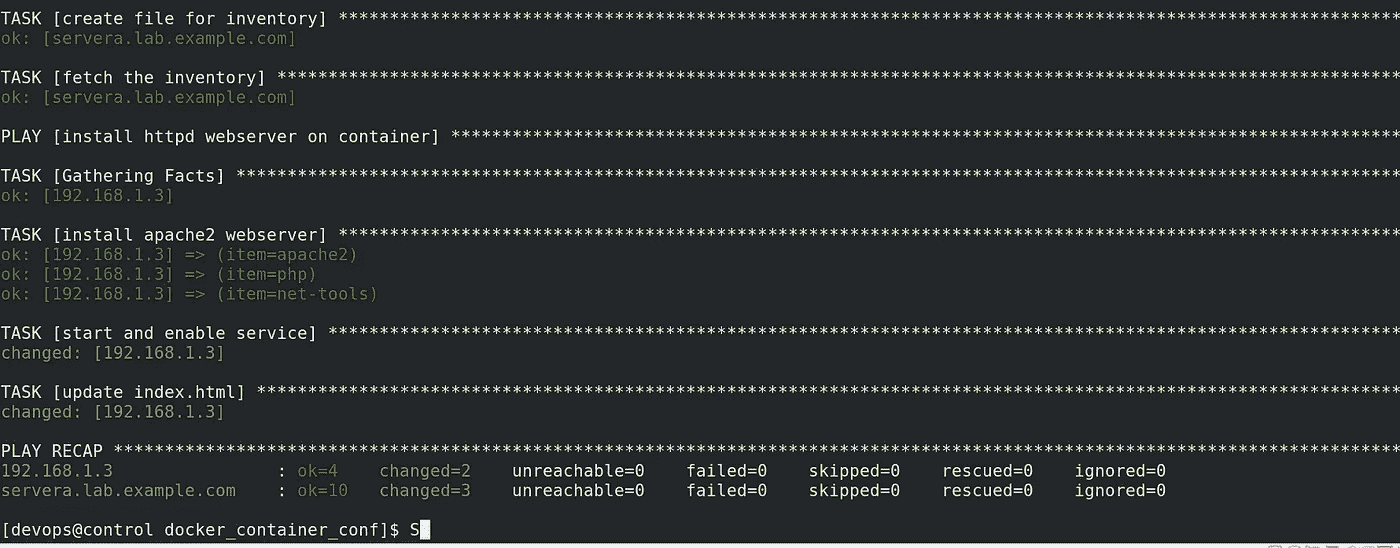 TASK [create file for inventory] *******************************************************************************************************
ok: [servera.lab.example.com]
TASK [fetch the inventory] *************************************************************************************************************
ok: [servera.lab.example.com]
PLAY [install httpd webserver on container] ********************************************************************************************
TASK [Gathering Facts] *****************************************************************************************************************
ok: [192.168.1.3]
TASK [install apache2 webserver] *******************************************************************************************************
ok: [192.168.1.3] => (item=apache2)
ok: [192.168.1.3] => (item=php)
ok: [192.168.1.3] => (item=net-tools)
TASK [start and enable service] ********************************************************************************************************
changed: [192.168.1.3]
TASK [update index.html] ***************************************************************************************************************
changed: [192.168.1.3]
PLAY RECAP *****************************************************************************************************************************
192.168.1.3                : ok=4    changed=2    unreachable=0    failed=0    skipped=0    rescued=0    ignored=0
servera.lab.example.com    : ok=10   changed=3    unreachable=0    failed=0    skipped=0    rescued=0    ignored=0
[devops@control docker_container_conf]$ S